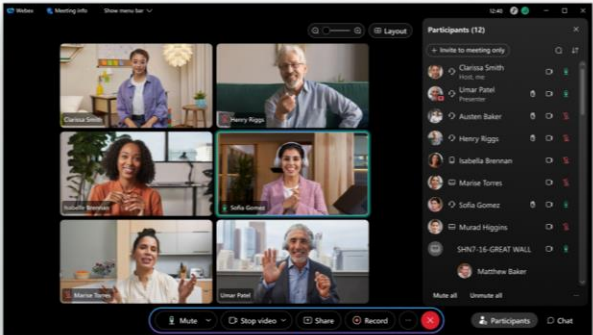 Webex
Meeting info
Show menu bar
12:40
Layout
Clarissa Smith
Henry Riggs
Isabelle Brennan
Sofia Gomez
Marise Torres
Umar Patel
Mute
Stop video
Share
Record
Participants (12)
Invite to meeting only
Clarissa Smith
Host, me
Umar Patel
Presenter
Austen Baker
Henry Riggs
Isabella Brennan
Marise Torres
Sofia Gomez
Murad Higgins
SHN7-16-GREAT WALL
Matthew Baker
Mute all
Unmute all
Participants
Chat